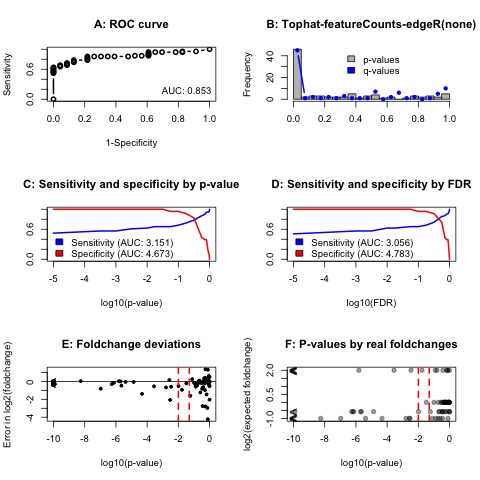 A: ROC curve
Sensitivity
0.6
0.0
AUC: 0.853
0.0 0.2 0.4 0.6 0.8 1.0
1-Specificity
B: Tophat-featureCounts-edgeR(none)
Frequency
40
20
0
p-values
q-values
0.0 0.2 0.4 0.6 0.8 1.0
C: Sensitivity and specificity by p-value
0.6
0.0
Sensitivity (AUC: 3.151)
Specificity (AUC: 4.673)
-5 -4 -3 -2 -1 0
log10(p-value)
D: Sensitivity and specificity by FDR
0.6
0.0
Sensitivity (AUC: 3.056)
Specificity (AUC: 4.783)
-5 -4 -3 -2 -1 0
log10(FDR)
E: Foldchange deviations
Error in log2(foldchange)
0
-2
-4
-10 -8 -6 -4 -2 0
log10(p-value)
F: P-values by real foldchanges
log2(expected foldchange)
2.0
0.5
-1.0
-10 -8 -6 -4 -2 0
log10(p-value)